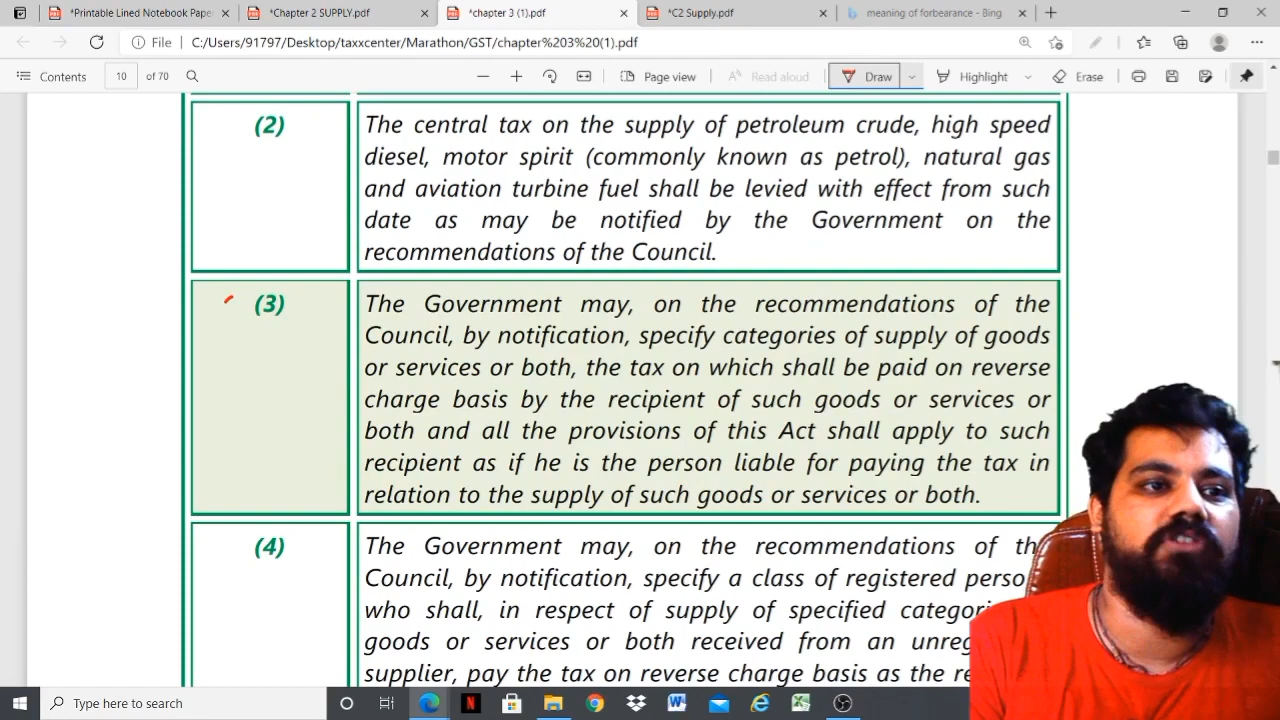 *Printable Lined Notebook Pape
*Chapter 2 SUPPLY.pdf
*chapter 3 (1).pdf
*C2 Supply.pdf
meaning of forbearance - Bing
File C:/Users/91797/Desktop/taxxcenter/Marathon/GST/chapter%203%20(1).pdf
Contents 10 of 70 Page view Read aloud Draw Highlight Erase
(2)
The central tax on the supply of petroleum crude, high speed
diesel, motor spirit (commonly known as petrol), natural gas
and aviation turbine fuel shall be levied with effect from such
date as may be notified by the Government on the
recommendations of the Council.
(3)
The Government may, on the recommendations of the
Council, by notification, specify categories of supply of goods
or services or both, the tax on which shall be paid on reverse
charge basis by the recipient of such goods or services or
both and all the provisions of this Act shall apply to such
recipient as if he is the person liable for paying the tax in
relation to the supply of such goods or services or both.
(4)
The Government may, on the recommendations of th
Council, by notification, specify a class of registered perso
who shall, in respect of supply of specified categori
goods or services or both received from an unreg
supplier, pay the tax on reverse charge basis as the re
Type here to search